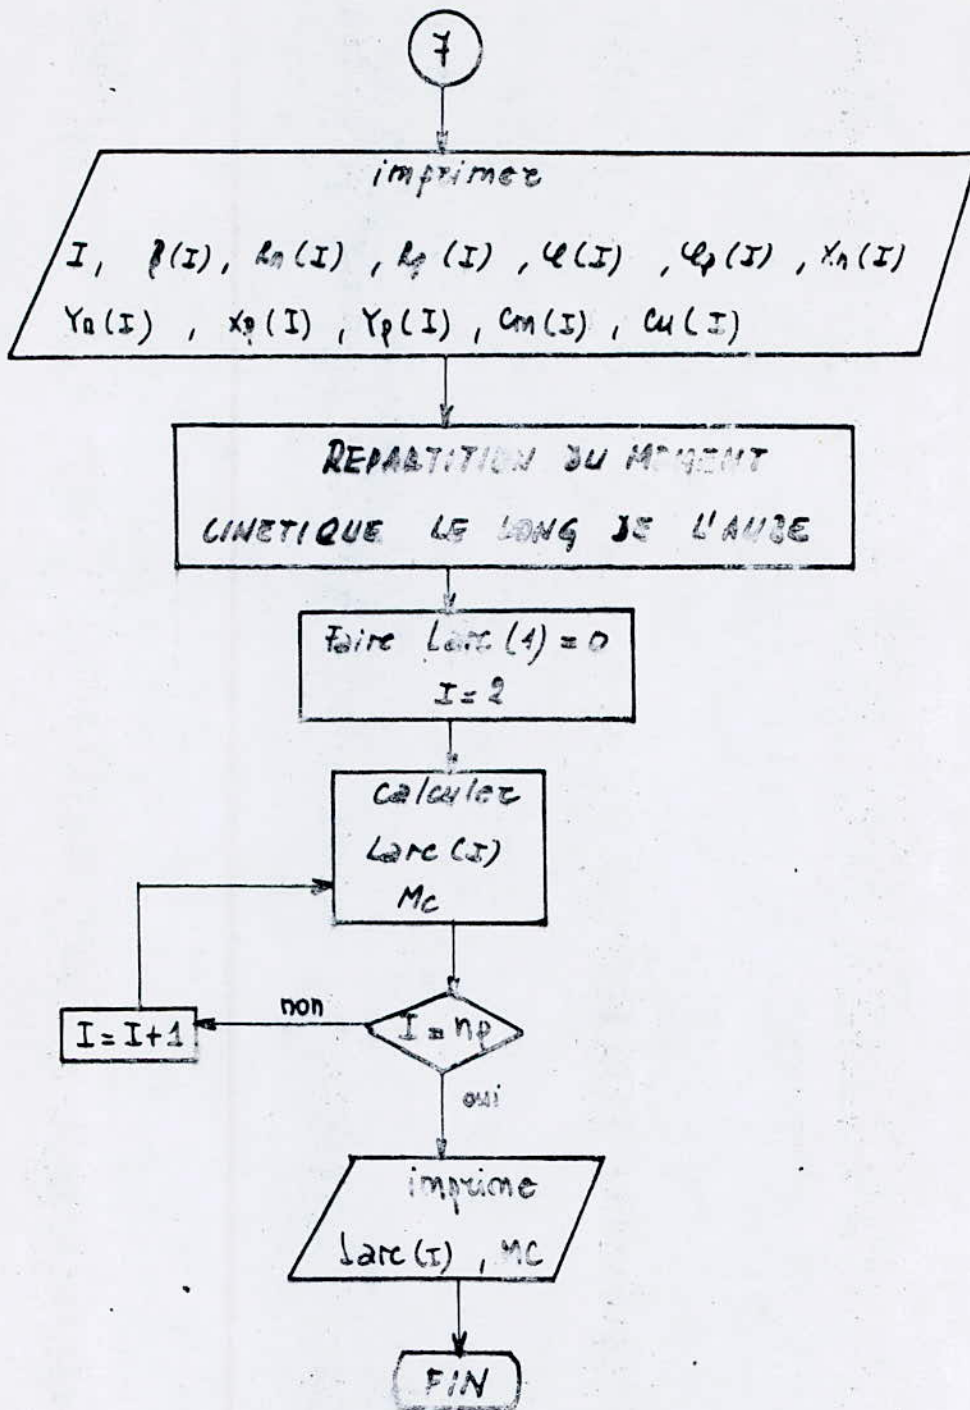 7
imprimer
I, β(I), Rn(I), Rp(I), φ(I), φp(I), Xn(I)
Yn(I), Xp(I), Yp(I), Cm(I), Cu(I)
REPARTITION DU MOMENT
CINETIQUE LE LONG DE L'AUBE
Faire Larc(1) = 0
I = 2
Calculer
Larc(I)
Mc
I = np
non
I = I+1
oui
imprime
Larc(I), MC
FIN